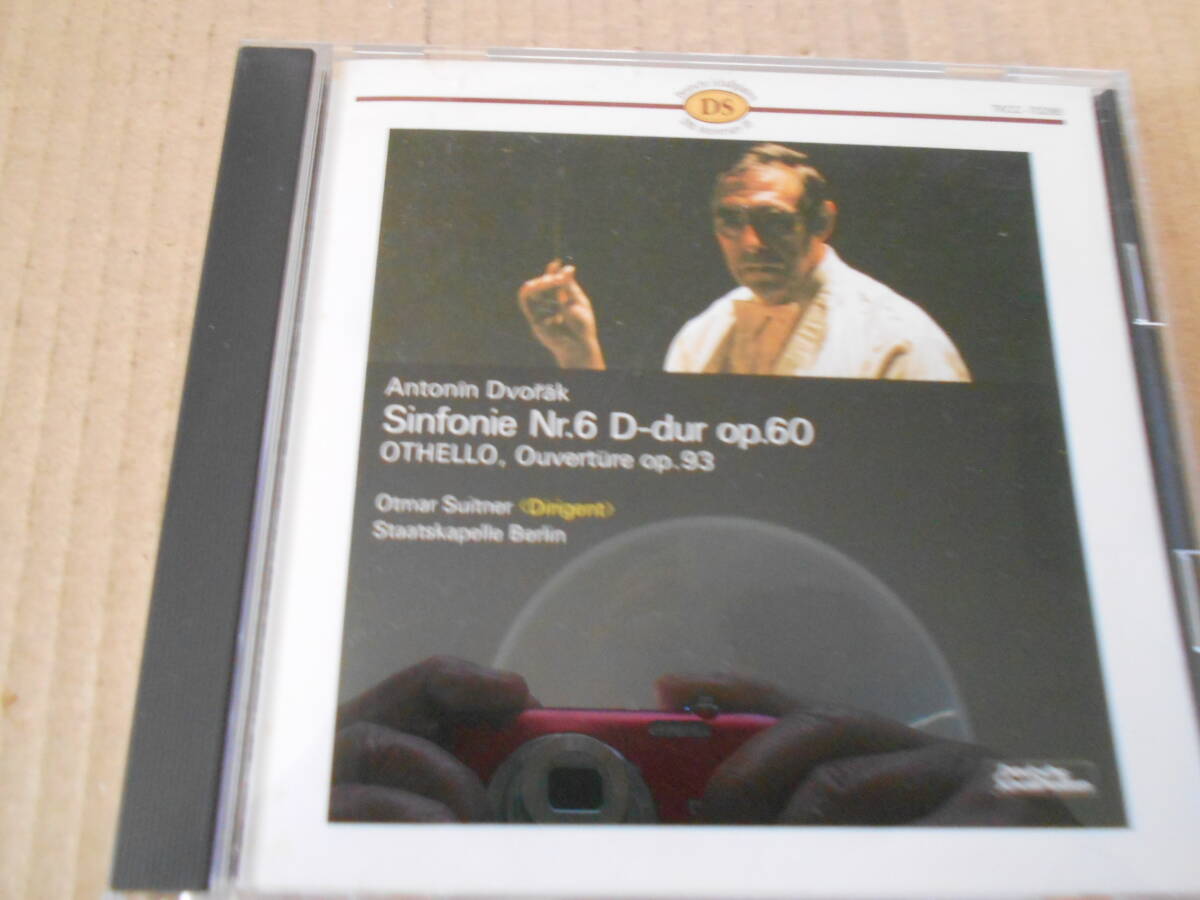 DS
Antonín Dvořák
Sinfonie Nr.6 D-dur op.60
OTHELLO, Ouvertüre op.93
Otmar Suitner 〈Dirigent〉
Staatskapelle Berlin